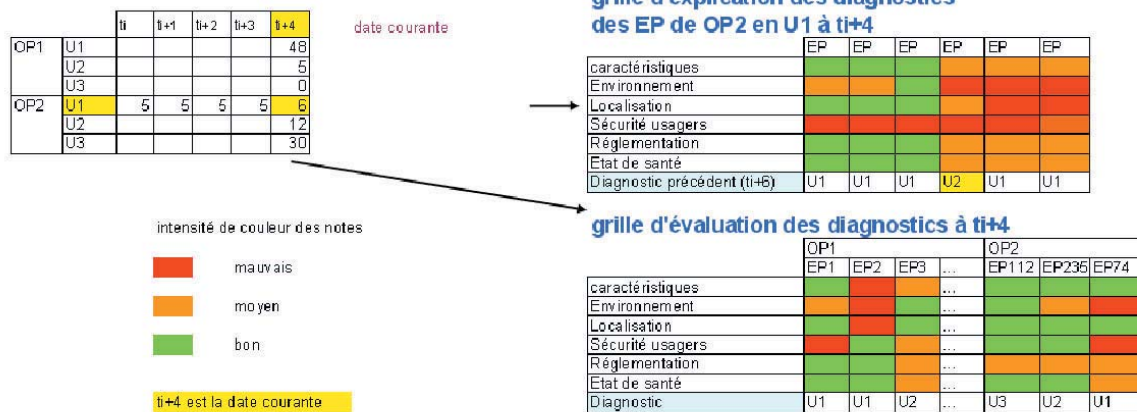 ti ti+1 ti+2 ti+3 ti+4
OP1 U1 48
U2 5
U3 0
OP2 U1 5 5 5 5 6
U2 12
U3 30
date courante
intensité de couleur des notes
mauvais
moyen
bon
ti+4 est la date courante
grille d'explication des diagnostics
des EP de OP2 en U1 à ti+4
EP EP EP EP EP EP
caractéristiques
Environnement
Localisation
Sécurité usagers
Réglementation
Etat de santé
Diagnostic précédent (ti+6) U1 U1 U1 U2 U1 U1
grille d'évaluation des diagnostics à ti+4
OP1 OP2
EP1 EP2 EP3 ... EP112 EP235 EP74
caractéristiques ...
Environnement ...
Localisation ...
Sécurité usagers ...
Réglementation ...
Etat de santé ...
Diagnostic U1 U1 U2 ... U3 U2 U1